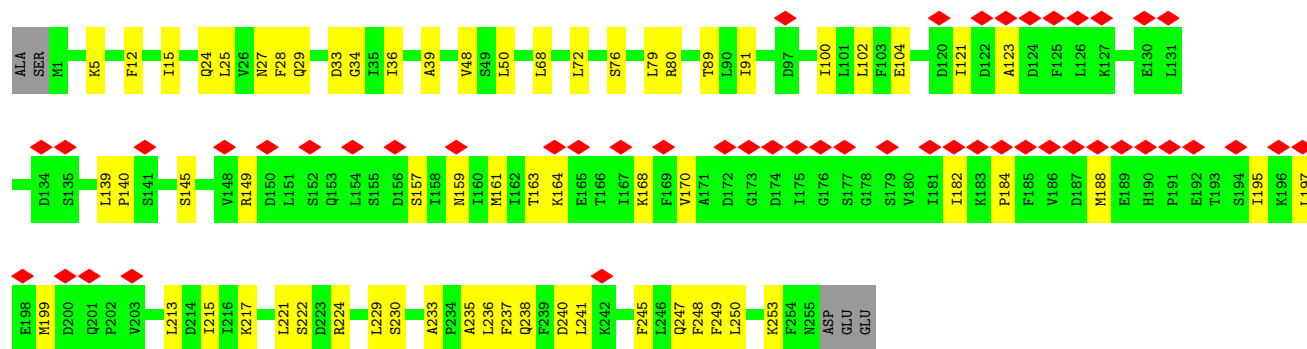 ALA SER M1 K5 F12 I15 Q24 L25 V26 N27 F28 Q29 D33 G34 I35 I36 A39 V48 S49 L50 L68 L72 S76 L79 R80 T89 L90 I91 D97 I100 L101 L102 F103 E104 D120 I121 D122 A123 D124 F125 L126 K127 E130 L131
D134 S135 L139 P140 S141 S145 V148 R149 D150 L151 S152 Q153 L154 S155 D156 S157 I158 N159 I160 M161 I162 T163 K164 E165 T166 I167 K168 F169 V170 A171 D172 G173 D174 I175 G176 S177 G178 S179 V180 I181 I182 K183 P184 F185 V186 D187 M188 E189 H190 P191 E192 T193 S194 I195 K196 L197
E198 M199 D200 Q201 P202 V203 L213 D214 I215 I216 K217 L221 S222 D223 R224 L229 S230 A233 P234 A235 L236 F237 Q238 F239 D240 L241 K242 F245 L246 Q247 F248 F249 L250 K253 F254 N255 ASP GLU GLU